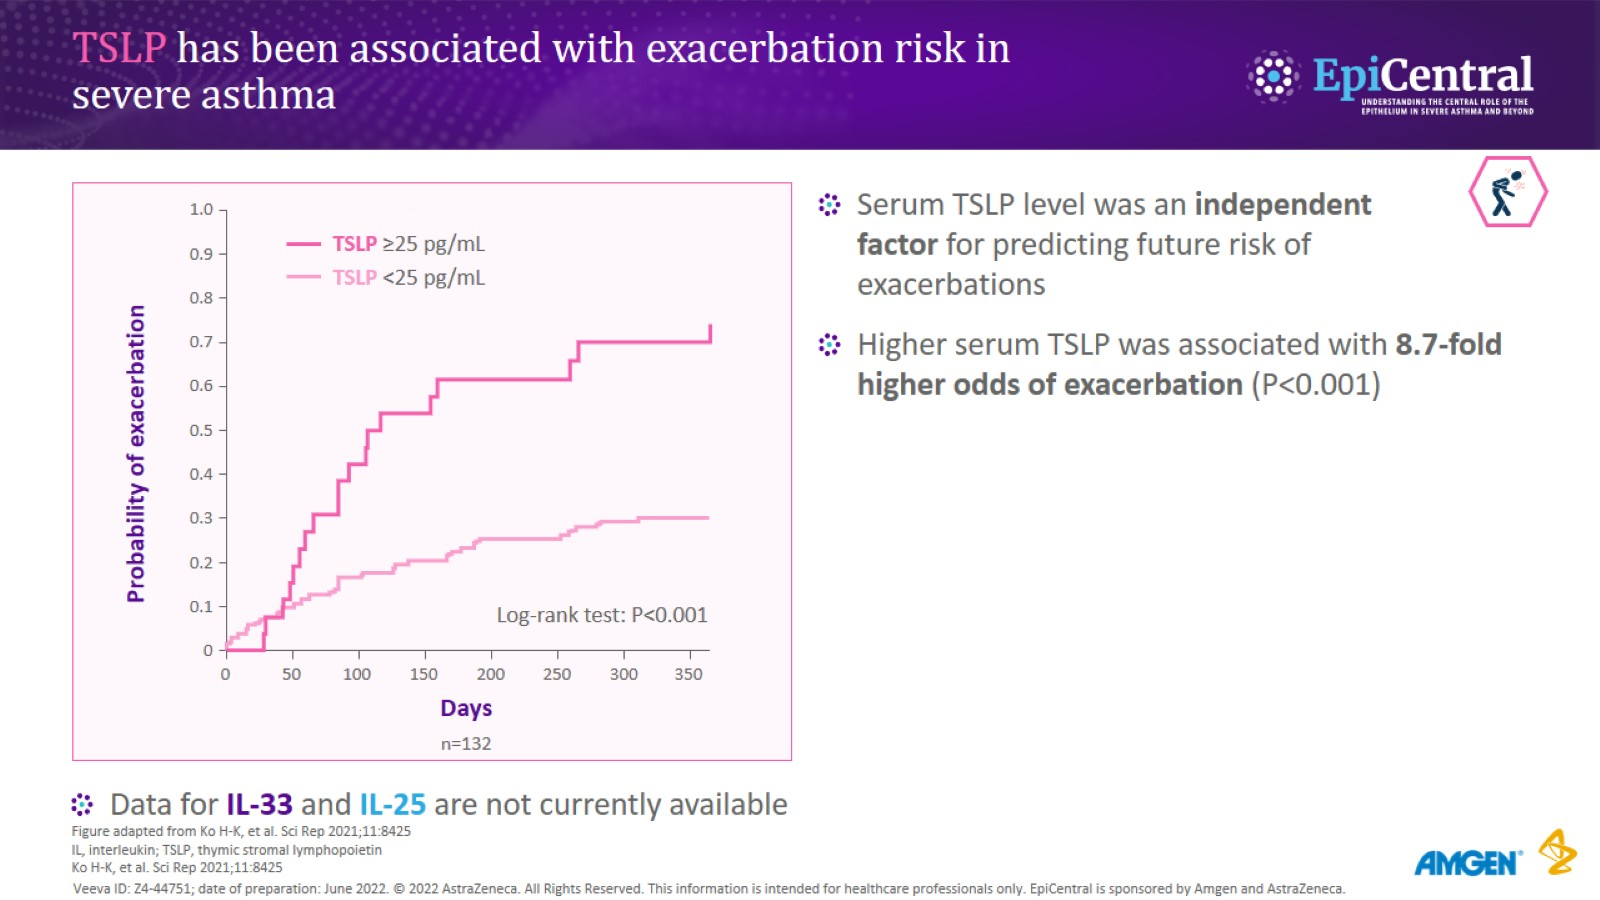 TSLP has been associated with exacerbation risk in
severe asthma
EpiCentral
UNDERSTANDING THE CENTRAL ROLE OF THE
EPITHELIUM IN SEVERE ASTHMA AND BEYOND
Probability of exacerbation
1.0
0.9
0.8
0.7
0.6
0.5
0.4
0.3
0.2
0.1
0
TSLP ≥25 pg/mL
TSLP <25 pg/mL
Log-rank test: P<0.001
0 50 100 150 200 250 300 350
Days
n=132
Serum TSLP level was an independent
factor for predicting future risk of
exacerbations
Higher serum TSLP was associated with 8.7-fold
higher odds of exacerbation (P<0.001)
Data for IL-33 and IL-25 are not currently available
Figure adapted from Ko H-K, et al. Sci Rep 2021;11:8425
IL, interleukin; TSLP, thymic stromal lymphopoietin
Ko H-K, et al. Sci Rep 2021;11:8425
Veeva ID: Z4-44751; date of preparation: June 2022. © 2022 AstraZeneca. All Rights Reserved. This information is intended for healthcare professionals only. EpiCentral is sponsored by Amgen and AstraZeneca.
AMGEN®